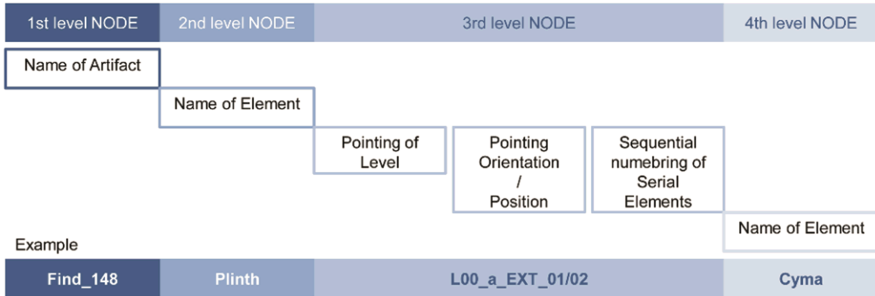 1st level NODE 2nd level NODE 3rd level NODE 4th level NODE
Name of Artifact
Name of Element
Pointing of
Level
Pointing
Orientation
/
Position
Sequential
numebring of
Serial
Elements
Name of Element
Example
Find_148 Plinth L00_a_EXT_01/02 Cyma